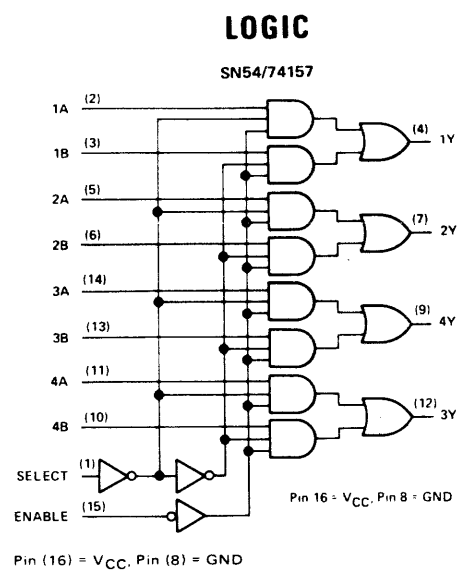 LOGIC
SN54/74157
1A (2)
(4) 1Y
1B (3)
2A (5)
(7) 2Y
2B (6)
3A (14)
(9) 4Y
3B (13)
4A (11)
(12) 3Y
4B (10)
SELECT (1)
Pin 16 = VCC, Pin 8 = GND
ENABLE (15)
Pin (16) = VCC, Pin (8) = GND